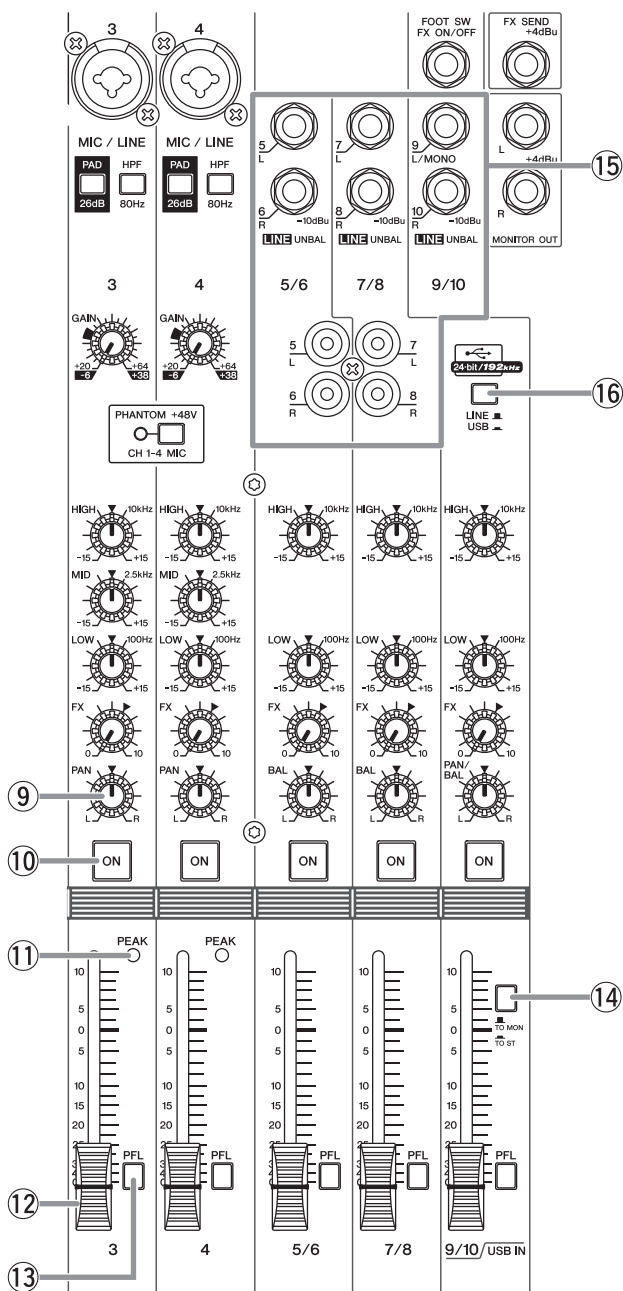 3 4 FOOT SW FX SEND
FX ON/OFF +4dBu
5 7 9 L
L L L/MONO +4dBu
⑮
MIC / LINE MIC / LINE
PAD HPF PAD HPF
26dB 80Hz 26dB 80Hz
6 8 10 R
R -10dBu R -10dBu R -10dBu
LINE UNBAL LINE UNBAL LINE UNBAL MONITOR OUT
3 4 5/6 7/8 9/10
GAIN GAIN
+20 +64 +20 +64
-6 +38 -6 +38
5 7
L L
6 8
R R
24-bit/192kHz
⑯
LINE
USB
PHANTOM +48V
CH 1-4 MIC
HIGH 10kHz HIGH 10kHz HIGH 10kHz HIGH 10kHz HIGH 10kHz
-15 +15 -15 +15 -15 +15 -15 +15 -15 +15
MID 2.5kHz MID 2.5kHz
-15 +15 -15 +15
LOW 100Hz LOW 100Hz LOW 100Hz LOW 100Hz LOW 100Hz
-15 +15 -15 +15 -15 +15 -15 +15 -15 +15
FX FX FX FX FX
0 10 0 10 0 10 0 10 0 10
⑨ PAN PAN BAL BAL PAN/
BAL
L R L R L R L R L R
⑩ ON ON ON ON ON
⑪ PEAK PEAK
10 10 10 10 10
⑭
5 5 5 5 5
TO MON
0 0 0 0 0
TO ST
10 10 10 10 10
15 15 15 15 15
20 20 20 20 20
PFL PFL PFL PFL PFL
⑫
3 4 5/6 7/8 9/10 / USB IN
⑬